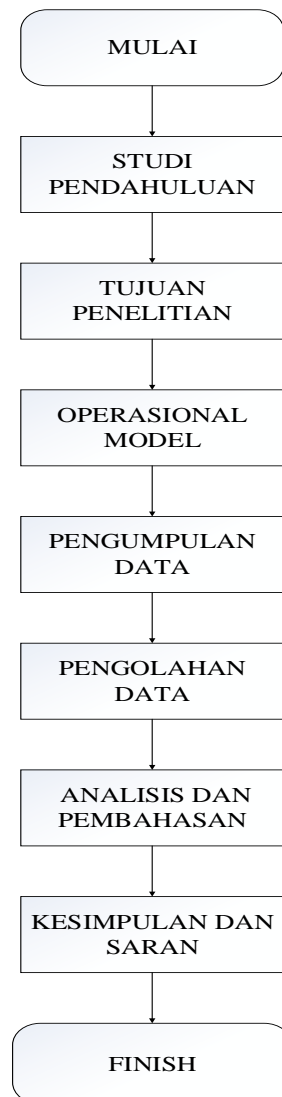 MULAI
STUDI
PENDAHULUAN
TUJUAN
PENELITIAN
OPERASIONAL
MODEL
PENGUMPULAN
DATA
PENGOLAHAN
DATA
ANALISIS DAN
PEMBAHASAN
KESIMPULAN DAN
SARAN
FINISH